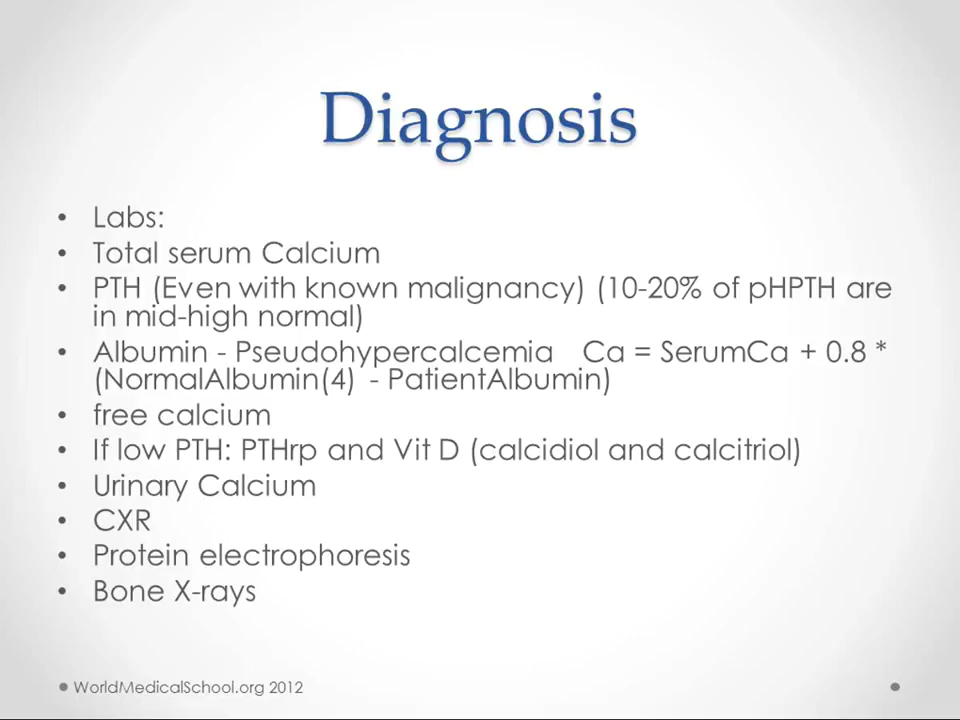 Diagnosis
• Labs:
• Total serum Calcium
• PTH (Even with known malignancy) (10-20% of pHPTH are
in mid-high normal)
• Albumin - Pseudohypercalcemia Ca = SerumCa + 0.8 *
(NormalAlbumin(4) - PatientAlbumin)
• free calcium
• If low PTH: PTHrp and Vit D (calcidiol and calcitriol)
• Urinary Calcium
• CXR
• Protein electrophoresis
• Bone X-rays
WorldMedicalSchool.org 2012